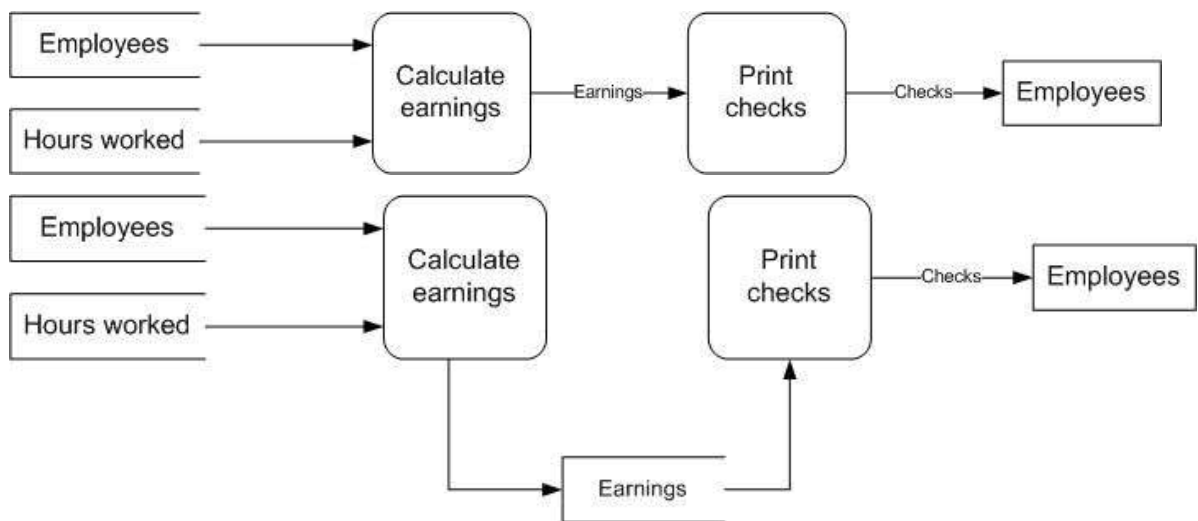 Employees
Hours worked
Calculate
earnings
Earnings
Print
checks
Checks
Employees
Employees
Hours worked
Calculate
earnings
Print
checks
Checks
Employees
Earnings